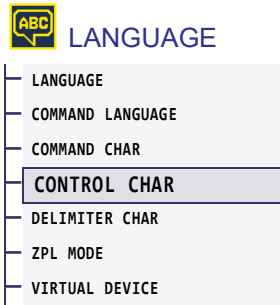 ABC
LANGUAGE
LANGUAGE
COMMAND LANGUAGE
COMMAND CHAR
CONTROL CHAR
DELIMITER CHAR
ZPL MODE
VIRTUAL DEVICE